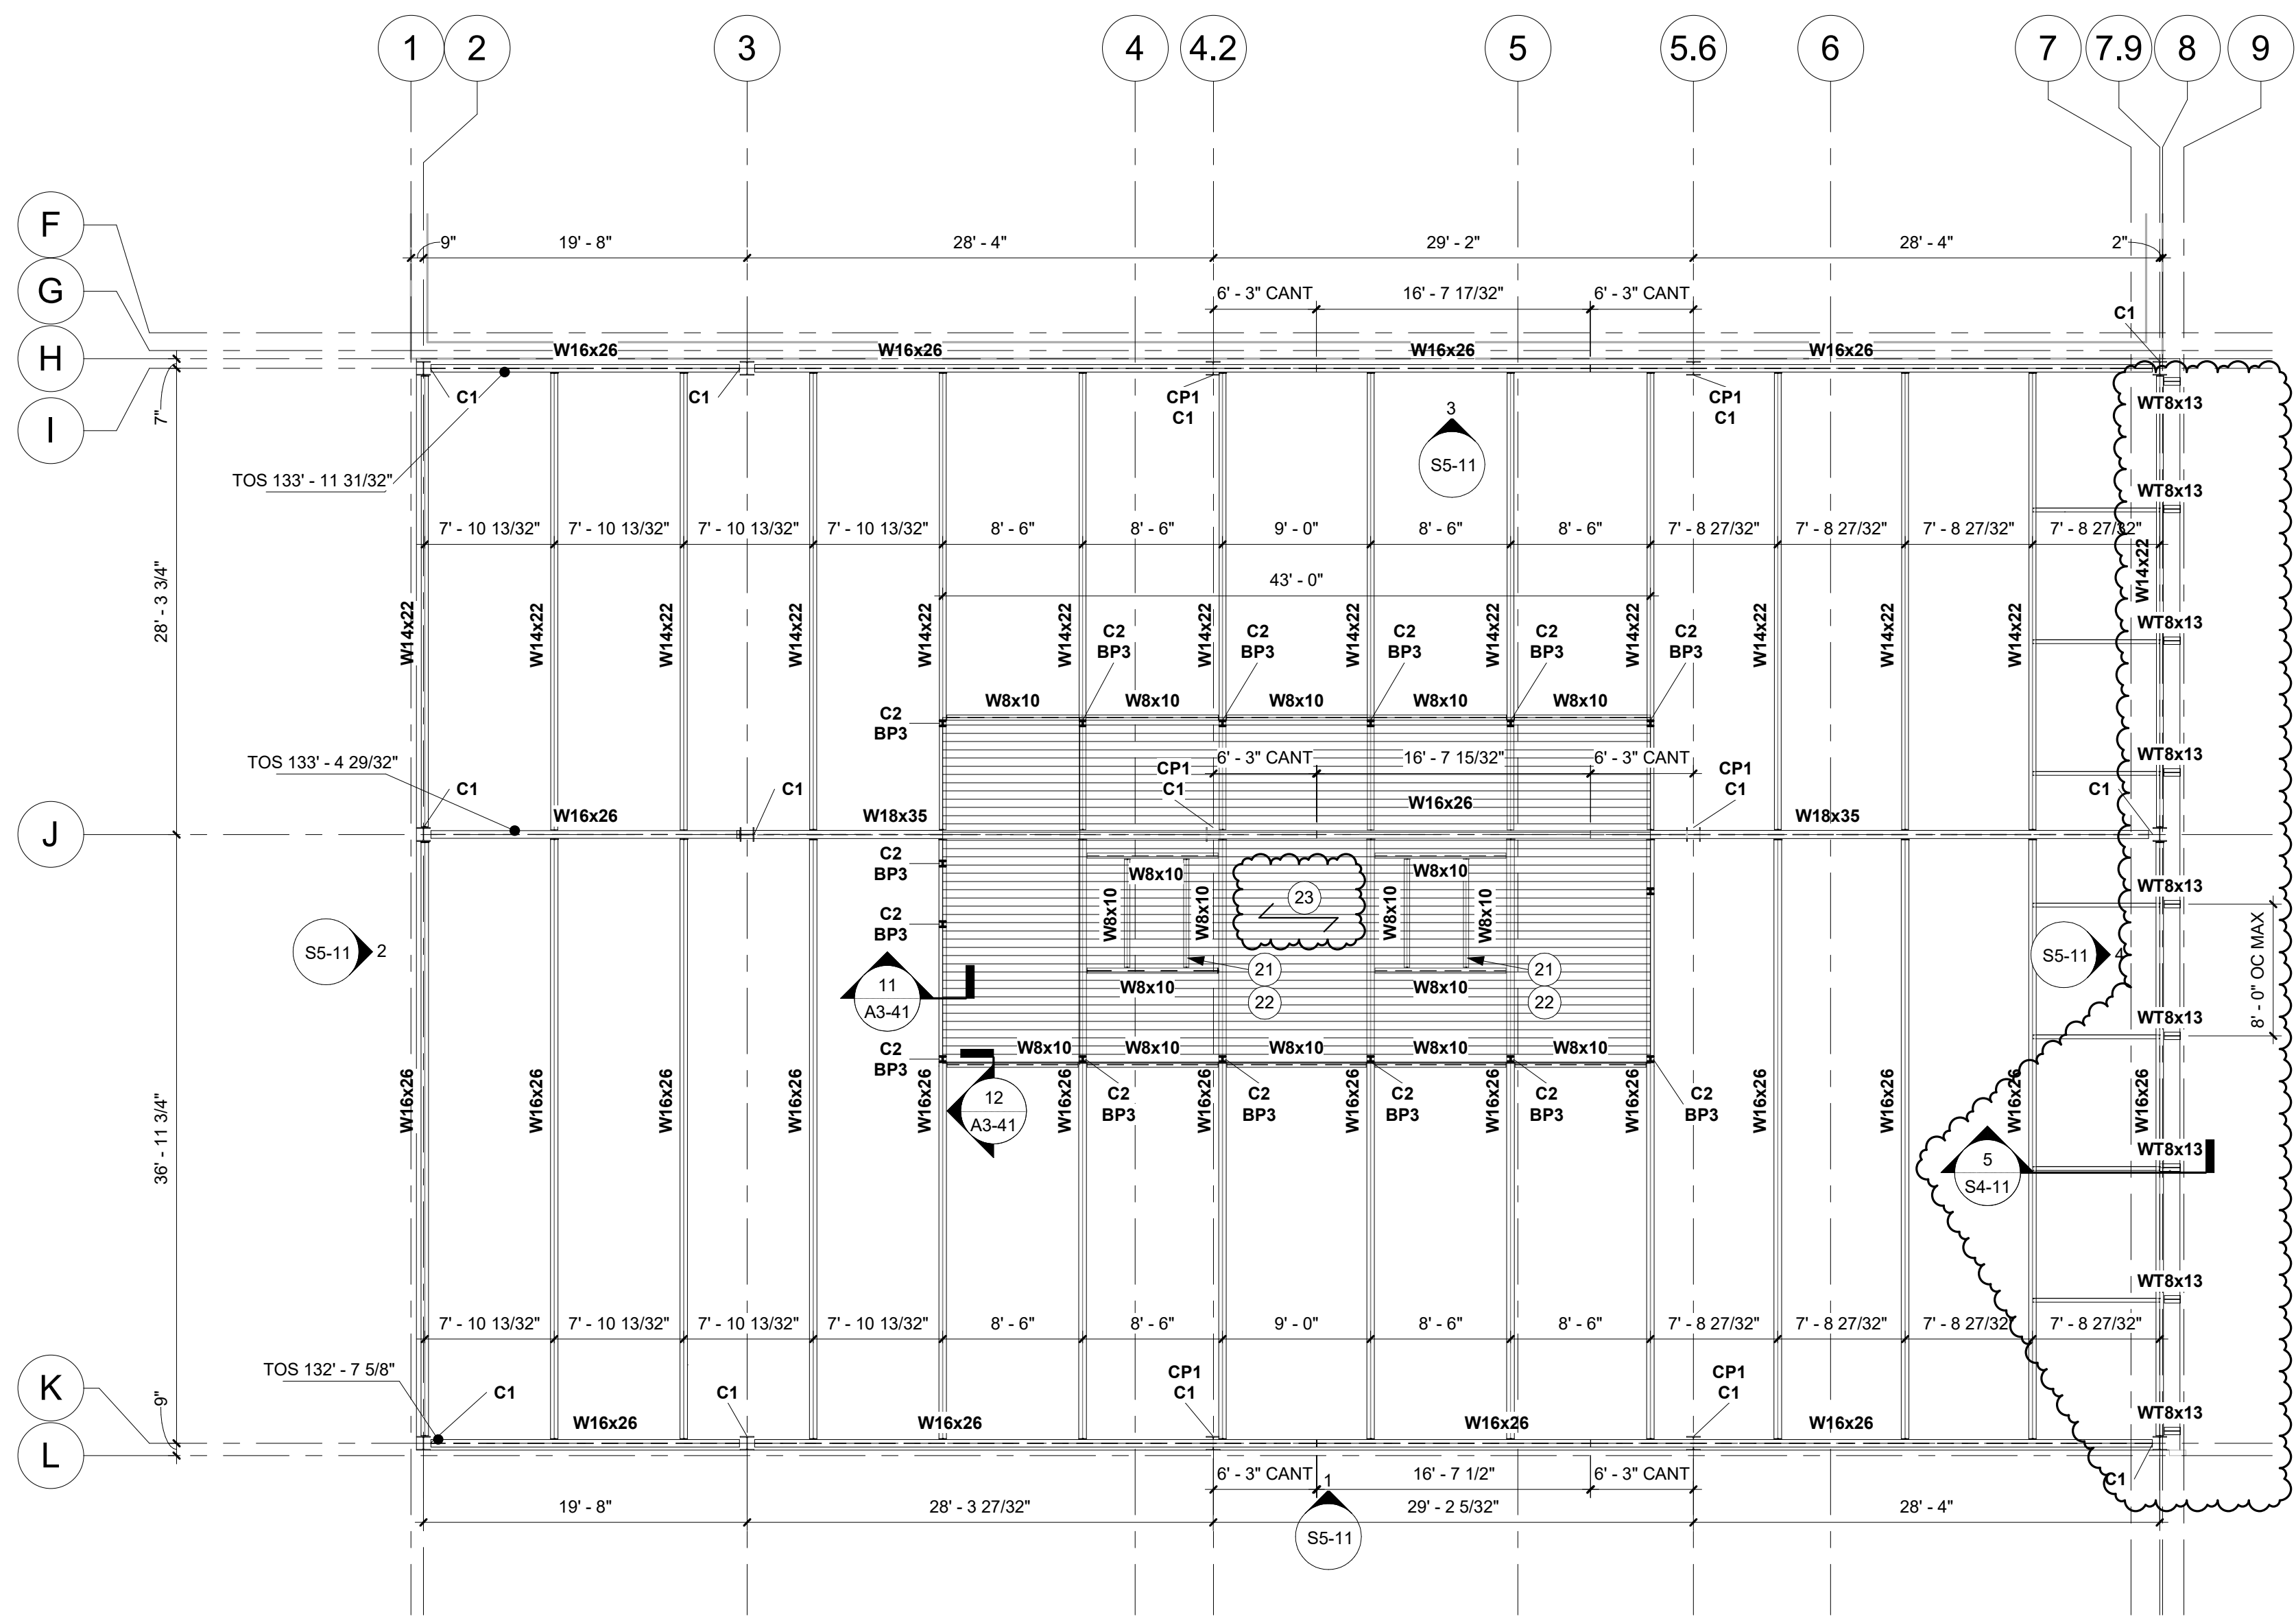 1 2 3 4 4.2 5 5.6 6 7 7.9 8 9
F
G
H
I
J
K
L
9" 19' - 8" 28' - 4" 29' - 2" 28' - 4" 2"
6' - 3" CANT 16' - 7 17/32" 6' - 3" CANT
C1
W16x26 W16x26 W16x26 W16x26
7"
C1 C1 CP1 CP1
C1 C1
3
S5-11
WT8x13
TOS 133' - 11 31/32"
WT8x13
7' - 10 13/32" 7' - 10 13/32" 7' - 10 13/32" 7' - 10 13/32" 8' - 6" 8' - 6" 9' - 0" 8' - 6" 8' - 6" 7' - 8 27/32" 7' - 8 27/32" 7' - 8 27/32" 7' - 8 27/32"
43' - 0"
28' - 3 3/4"
W14x22 W14x22 W14x22 W14x22 W14x22 W14x22 W14x22 W14x22 W14x22 W14x22 W14x22 W14x22 W14x22 W14x22
WT8x13
C2 C2 C2 C2 C2
BP3 BP3 BP3 BP3 BP3
W8x10 W8x10 W8x10 W8x10 W8x10
C2
BP3
TOS 133' - 4 29/32"
6' - 3" CANT 16' - 7 15/32" 6' - 3" CANT
WT8x13
CP1 CP1
C1 C1
C1 C1 C1
W16x26 W18x35 W16x26 W18x35
C2
BP3
W8x10 W8x10
WT8x13
23
C2
BP3
W8x10 W8x10 W8x10 W8x10
S5-11 2
S5-11 4
8' - 0" OC MAX
21 21
11
A3-41
W8x10 W8x10
22 22
WT8x13
C2
BP3
W8x10 W8x10 W8x10 W8x10 W8x10
12
A3-41
C2 C2 C2 C2 C2
BP3 BP3 BP3 BP3 BP3
36' - 11 3/4"
W16x26 W16x26 W16x26 W16x26 W16x26 W16x26 W16x26 W16x26 W16x26 W16x26 W16x26 W16x26 W16x26 W16x26
WT8x13
5
S4-11
WT8x13
7' - 10 13/32" 7' - 10 13/32" 7' - 10 13/32" 7' - 10 13/32" 8' - 6" 8' - 6" 9' - 0" 8' - 6" 8' - 6" 7' - 8 27/32" 7' - 8 27/32" 7' - 8 27/32" 7' - 8 27/32"
TOS 132' - 7 5/8"
9"
C1 C1 CP1 CP1
C1 C1
WT8x13
W16x26 W16x26 W16x26 W16x26
6' - 3" CANT 16' - 7 1/2" 6' - 3" CANT
C1
1
S5-11
19' - 8" 28' - 3 27/32" 29' - 2 5/32" 28' - 4"